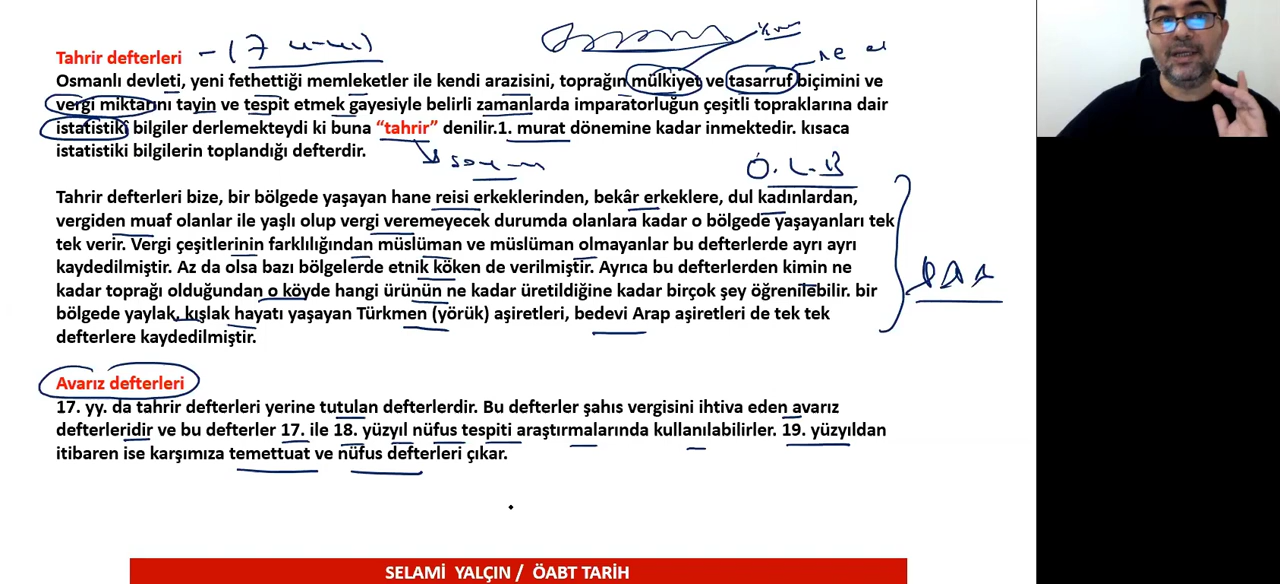 Tahrir defterleri
Osmanlı devleti, yeni fethettiği memleketler ile kendi arazisini, toprağın mülkiyet ve tasarruf biçimini ve
vergi miktarını tayin ve tespit etmek gayesiyle belirli zamanlarda imparatorluğun çeşitli topraklarına dair
istatistiki bilgiler derlemekteydi ki buna “tahrir” denilir.1. murat dönemine kadar inmektedir. kısaca
istatistiki bilgilerin toplandığı defterdir.
Ö.L.B
Tahrir defterleri bize, bir bölgede yaşayan hane reisi erkeklerinden, bekâr erkeklere, dul kadınlardan,
vergiden muaf olanlar ile yaşlı olup vergi veremeyecek durumda olanlara kadar o bölgede yaşayanları tek
tek verir. Vergi çeşitlerinin farklılığından müslüman ve müslüman olmayanlar bu defterlerde ayrı ayrı
kaydedilmiştir. Az da olsa bazı bölgelerde etnik köken de verilmiştir. Ayrıca bu defterlerden kimin ne
kadar toprağı olduğundan o köyde hangi ürünün ne kadar üretildiğine kadar birçok şey öğrenilebilir. bir
bölgede yaylak, kışlak hayatı yaşayan Türkmen (yörük) aşiretleri, bedevi Arap aşiretleri de tek tek
defterlere kaydedilmiştir.
Avarız defterleri
17. yy. da tahrir defterleri yerine tutulan defterlerdir. Bu defterler şahıs vergisini ihtiva eden avarız
defterleridir ve bu defterler 17. ile 18. yüzyıl nüfus tespiti araştırmalarında kullanılabilirler. 19. yüzyıldan
itibaren ise karşımıza temettuat ve nüfus defterleri çıkar.
SELAMİ YALÇIN / ÖABT TARİH